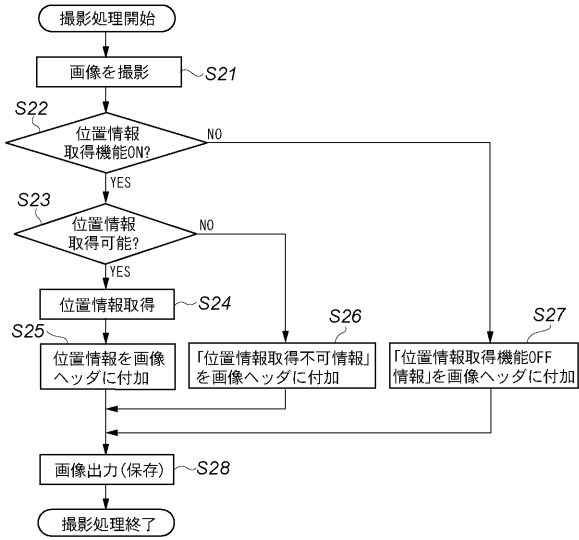 撮影処理開始
画像を撮影
S21
S22
位置情報
取得機能ON?
NO
YES
S23
位置情報
取得可能?
NO
YES
位置情報取得
S24
S25
位置情報を画像
ヘッダに付加
S26
「位置情報取得不可情報」
を画像ヘッダに付加
S27
「位置情報取得機能OFF
情報」を画像ヘッダに付加
画像出力(保存)
S28
撮影処理終了